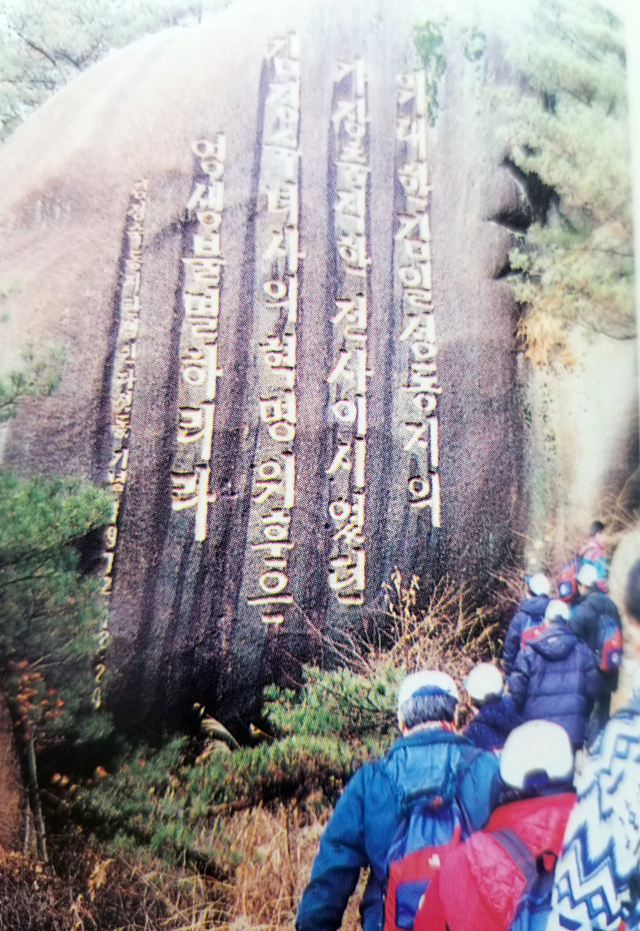 위대한김일성동지의
가장충직한 전사이시였던
김정숙녀사의 혁명위훈은
영생불멸하리라
기념